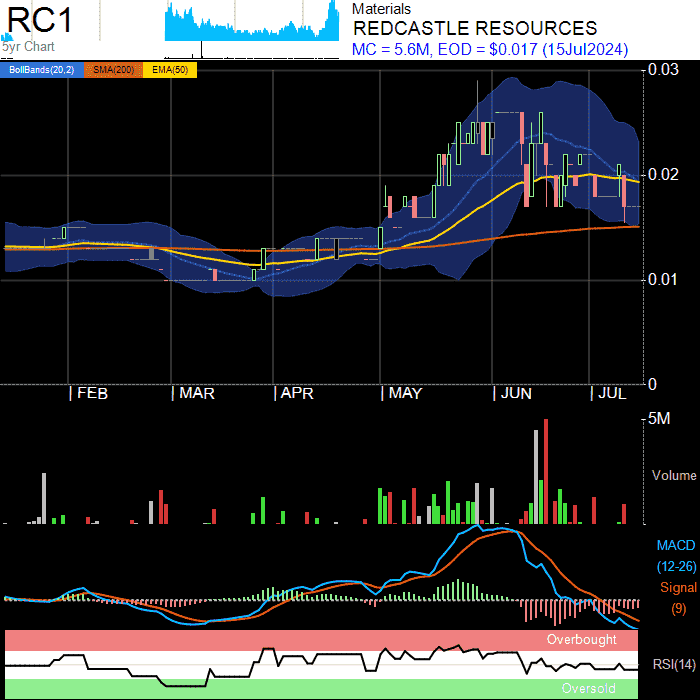 RC1
5yr Chart
Materials
REDCASTLE RESOURCES
MC = 5.6M, EOD = $0.017 (15Jul2024)
BollBands(20,2) SMA(200) EMA(50)
0.03
0.02
0.01
0
| FEB | MAR | APR | MAY | JUN | JUL
5M
Volume
MACD
(12-26)
Signal
(9)
Overbought
RSI(14)
Oversold